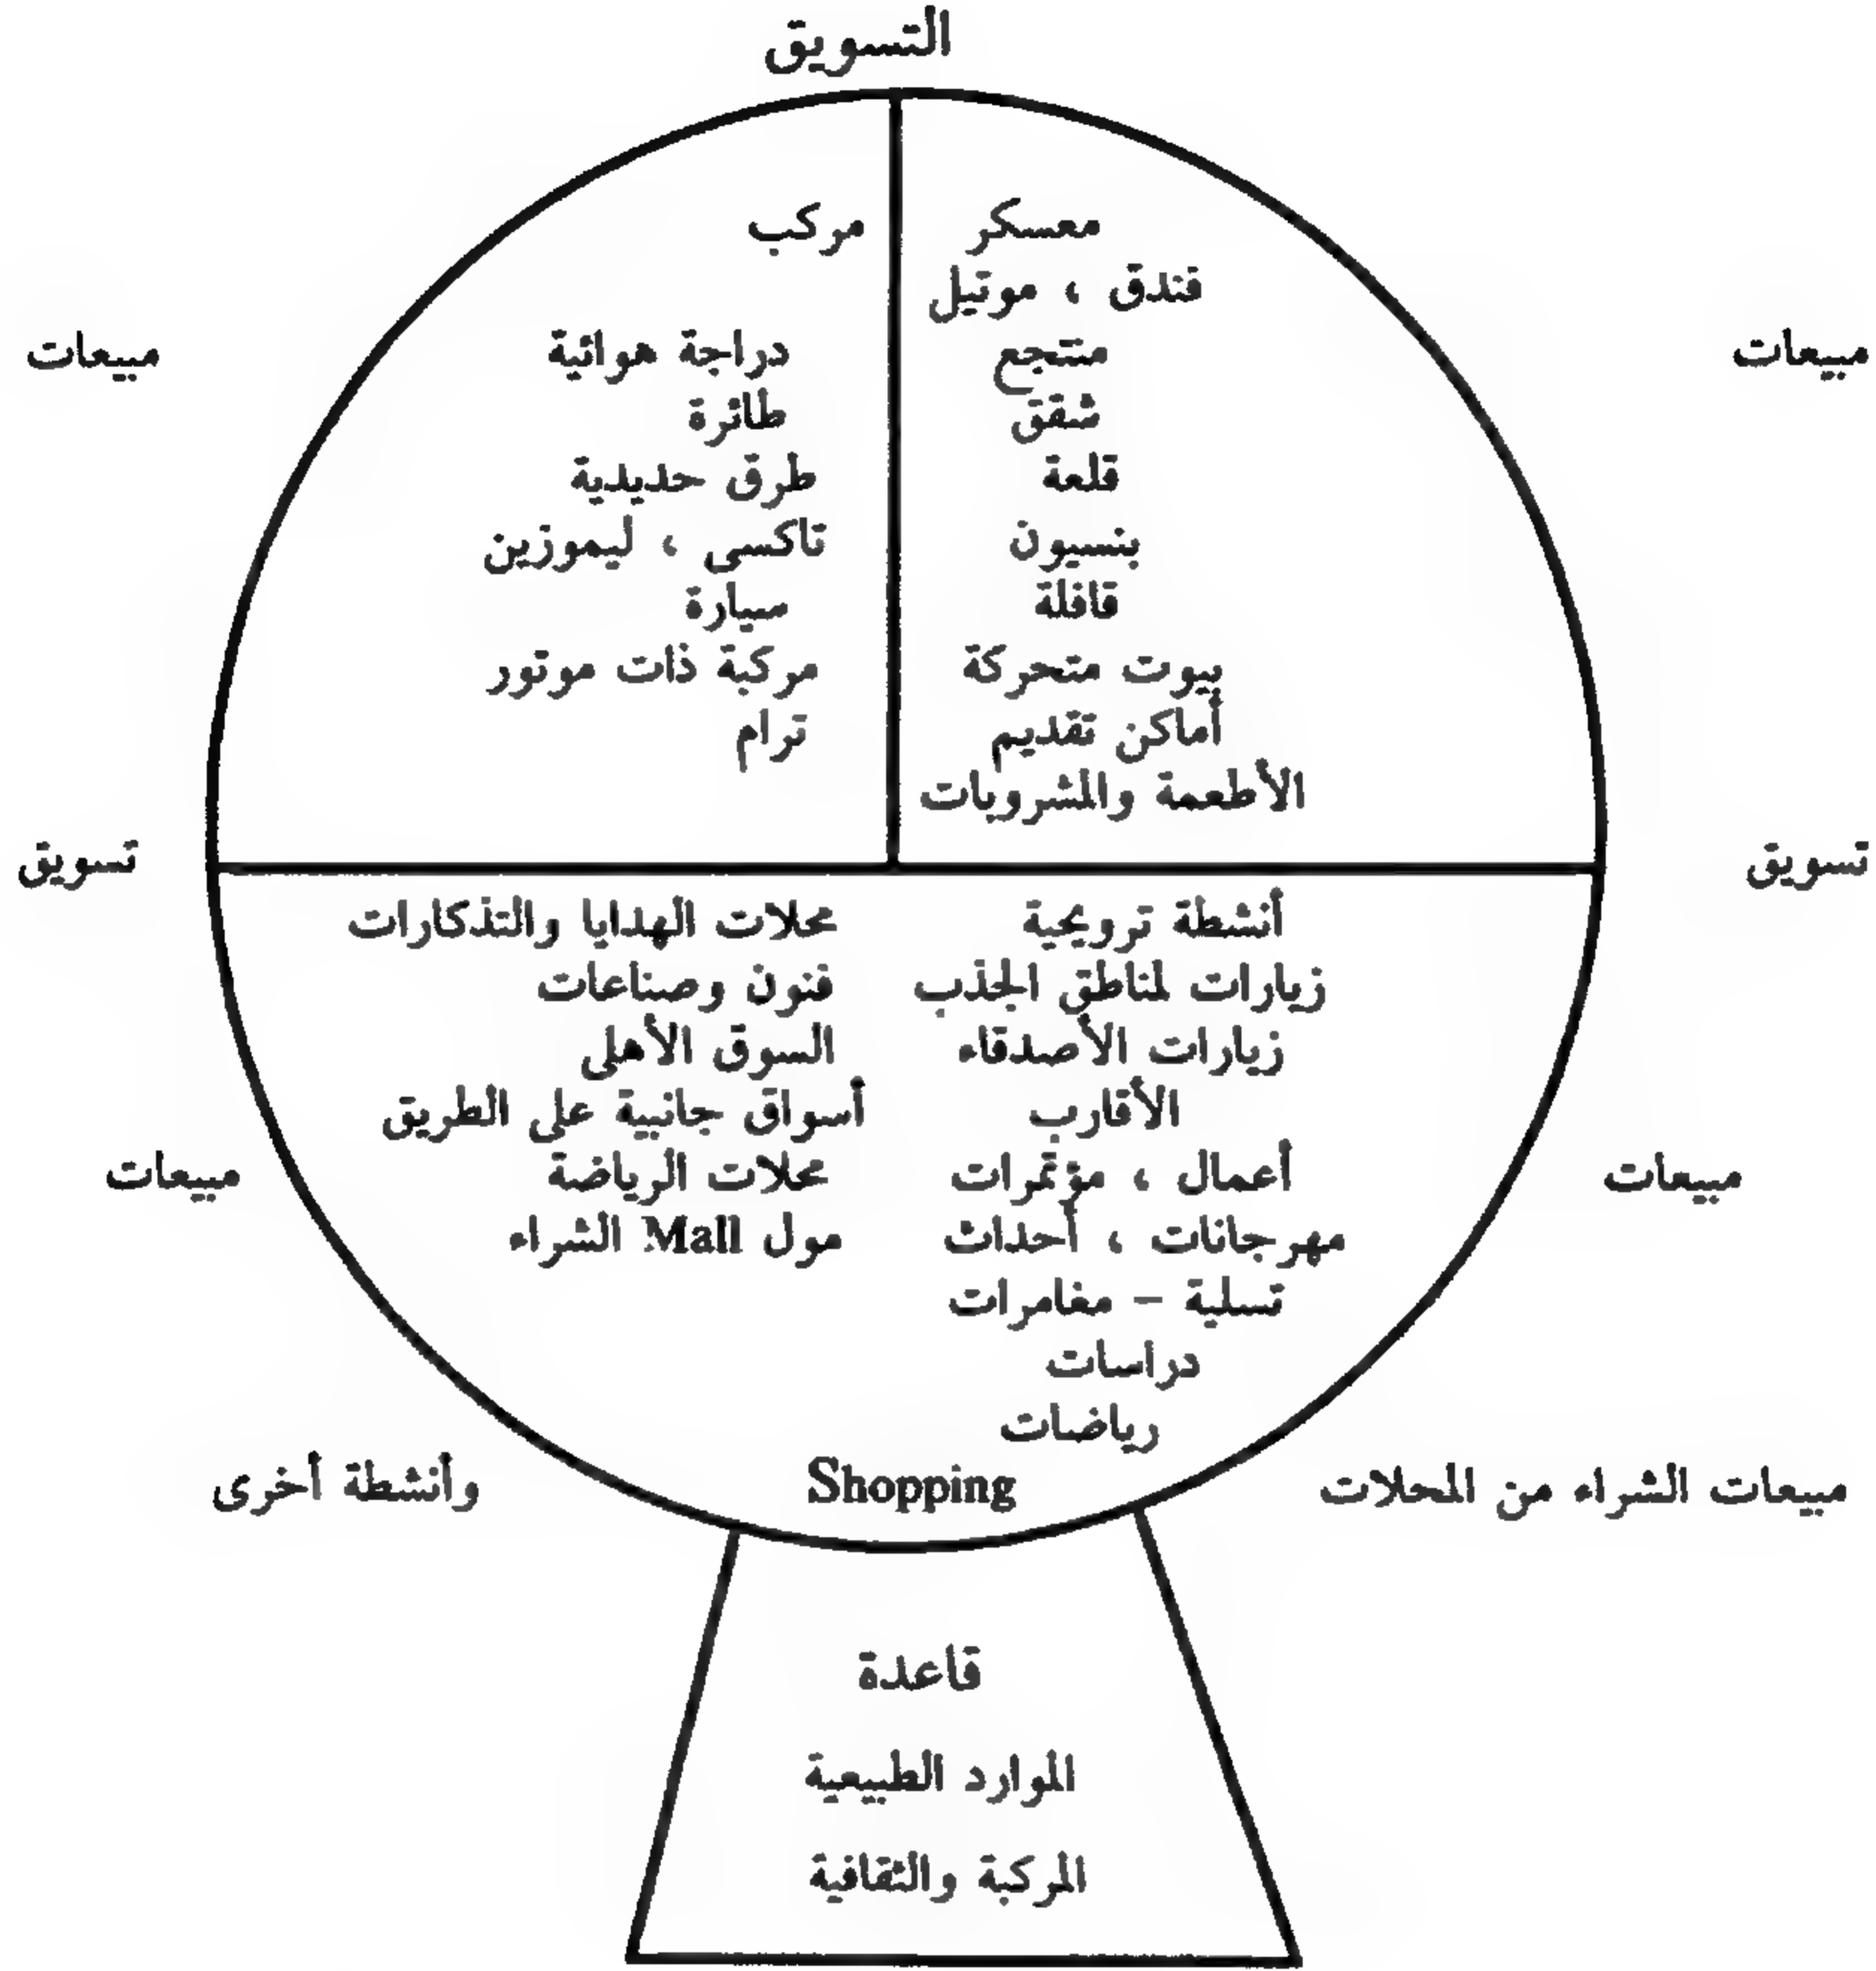 التسويق
معسكر
فندق ، موتيل
منتجع
شقق
قلعة
بنسيون
قافلة
بيوت متحركة
أماكن تقديم
الأطعمة والمشروبات
مركب
دراجة هوائية
طائرة
طرق حديدية
تاكسى ، ليموزين
سيارة
مركبة ذات موتور
ترام
مبيعات
مبيعات
تسويق
تسويق
أنشطة ترويحية
زيارات لمناطق الجذب
زيارات الأصدقاء
الأقارب
أعمال ، مؤتمرات
مهرجانات ، أحداث
تسلية – مغامرات
دراسات
رياضات
محلات الهدايا والتذكارات
فنون وصناعات
السوق الأهلى
أسواق جانبية على الطريق
محلات الرياضة
مول Mall الشراء
مبيعات
مبيعات
Shopping
مبيعات الشراء من المحلات
وأنشطة أخرى
قاعدة
الموارد الطبيعية
المركبة والثقافية